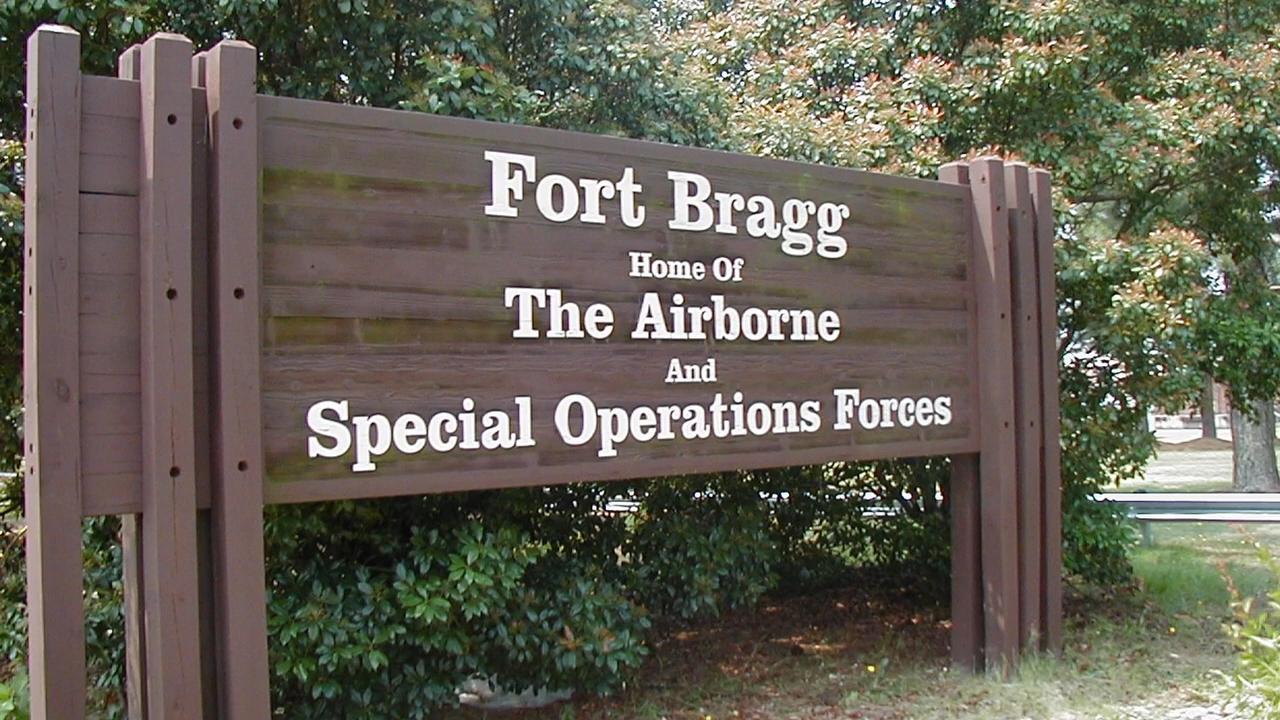 Fort Bragg
Home Of
The Airborne
And
Special Operations Forces